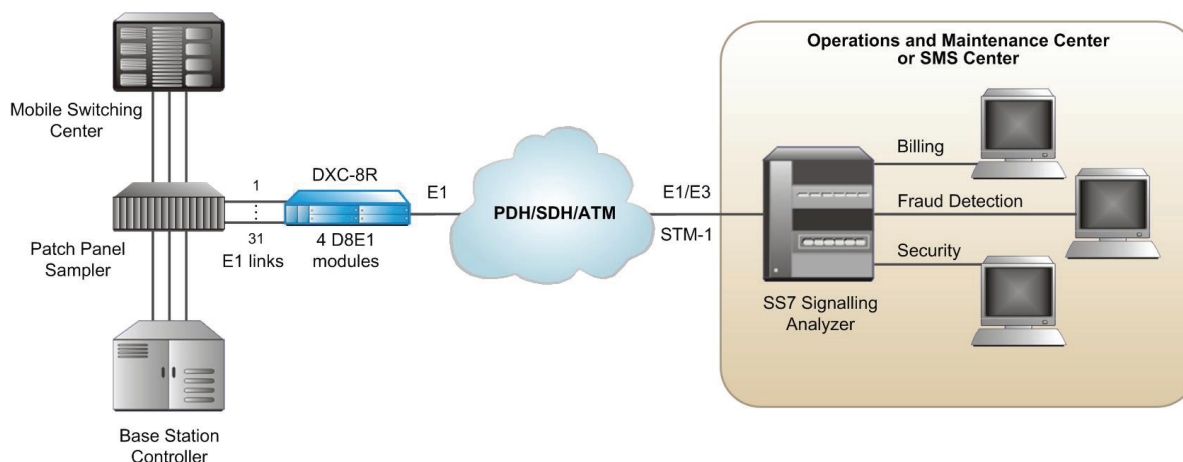 Operations and Maintenance Center
or SMS Center
Mobile Switching
Center
Billing
DXC-8R
1
E1
PDH/SDH/ATM
E1/E3
Fraud Detection
STM-1
31
E1 links
4 D8E1
modules
Patch Panel
Sampler
Security
SS7 Signalling
Analyzer
Base Station
Controller